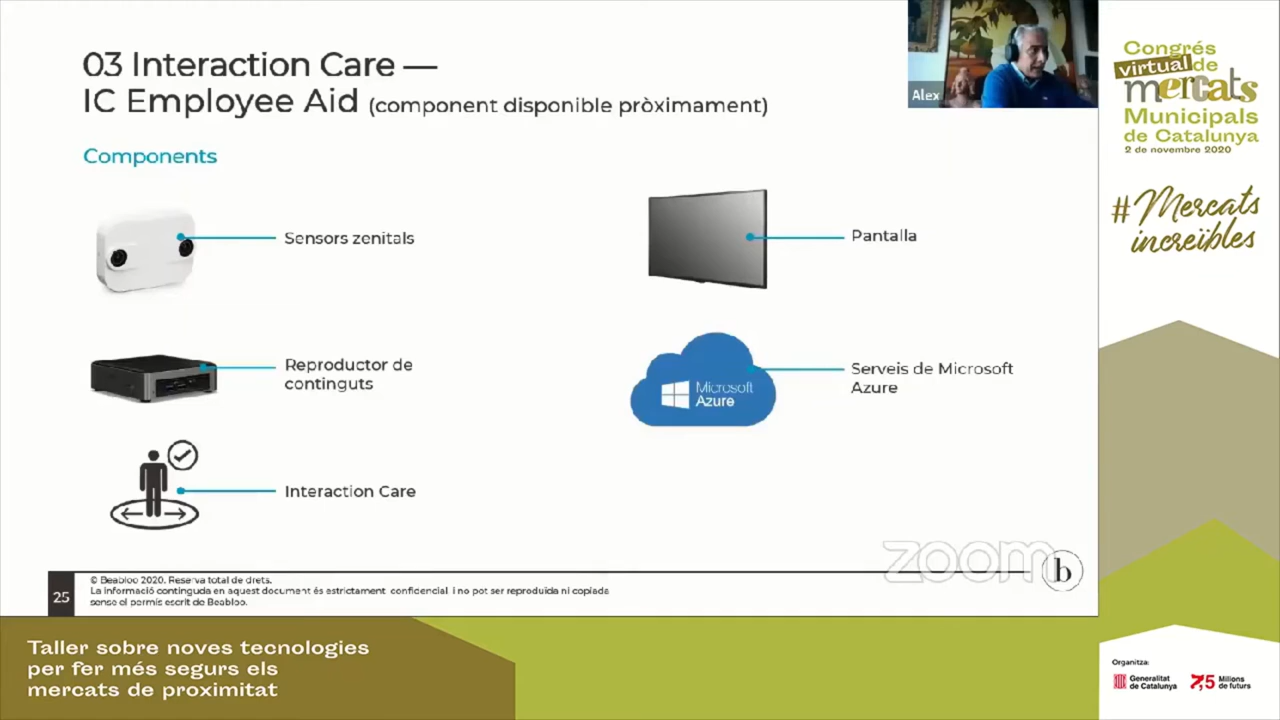 03 Interaction Care —
IC Employee Aid (component disponible pròximament)
Components
Sensors zenitals
Pantalla
Reproductor de
continguts
Microsoft
Azure
Serveis de Microsoft
Azure
Interaction Care
zoom
b
25
© Beabloo 2020. Reserva total de drets.
La informació continguda en aquest document és estrictament confidencial i no pot ser reproduïda ni copiada
sense el permís escrit de Beabloo.
Alex
Congrés
virtual de
mercats
Municipals
de Catalunya
2 de novembre 2020
#Mercats
increïbles
Taller sobre noves tecnologies
per fer més segurs els
mercats de proximitat
Organitza:
Generalitat
de Catalunya
7,5 Milions
de futurs